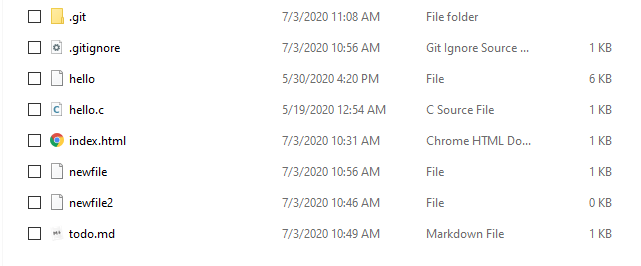 .git 7/3/2020 11:08 AM File folder
.gitignore 7/3/2020 10:56 AM Git Ignore Source ... 1 KB
hello 5/30/2020 4:20 PM File 6 KB
hello.c 5/19/2020 12:54 AM C Source File 1 KB
index.html 7/3/2020 10:31 AM Chrome HTML Do... 1 KB
newfile 7/3/2020 10:56 AM File 1 KB
newfile2 7/3/2020 10:46 AM File 0 KB
todo.md 7/3/2020 10:49 AM Markdown File 1 KB